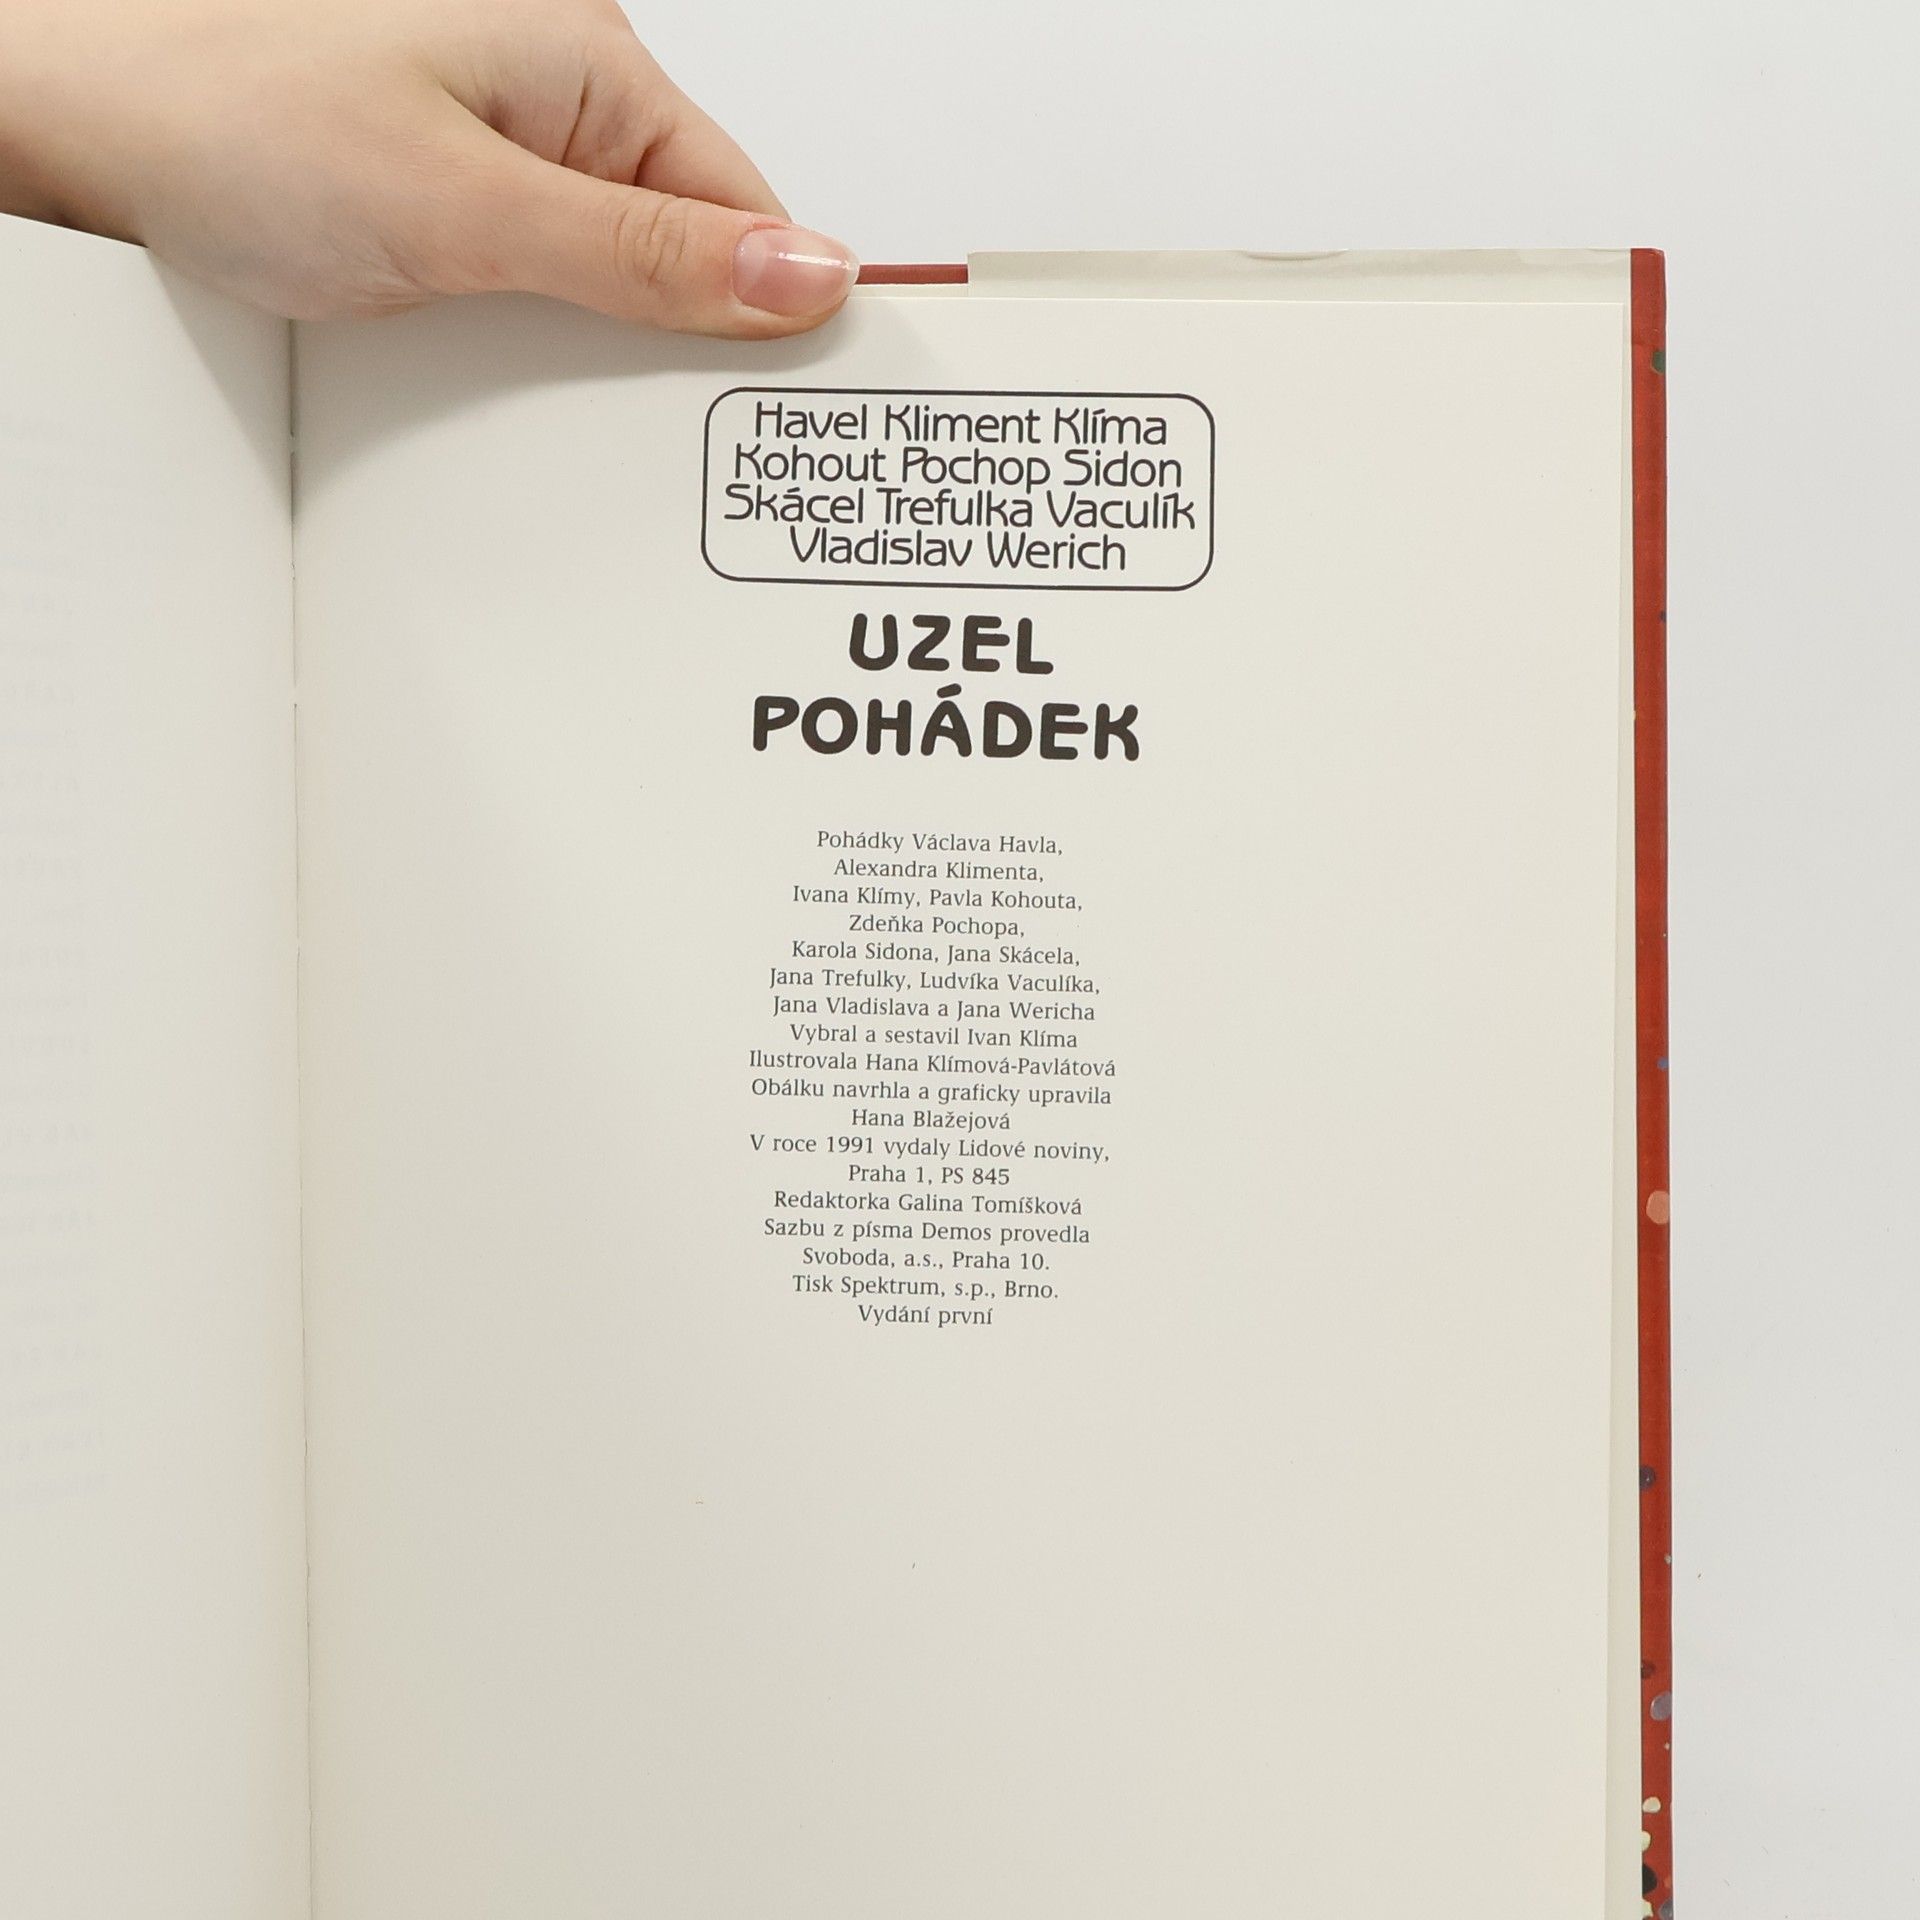 Havel Kliment Klíma
Kohout Pochop Sidon
Skácel Trefulka Vaculík
Vladislav Werich
UZEL
POHÁDEK
Pohádky Václava Havla,
Alexandra Klimenta,
Ivana Klímy, Pavla Kohouta,
Zdeňka Pochopa,
Karola Sidona, Jana Skácela,
Jana Trefulky, Ludvíka Vaculíka,
Jana Vladislava a Jana Wericha
Vybral a sestavil Ivan Klíma
Ilustrovala Hana Klímová-Pavlátová
Obálku navrhla a graficky upravila
Hana Blažejová
V roce 1991 vydaly Lidové noviny,
Praha 1, PS 845
Redaktorka Galina Tomíšková
Sazbu z písma Demos provedla
Svoboda, a.s., Praha 10.
Tisk Spektrum, s.p., Brno.
Vydání první